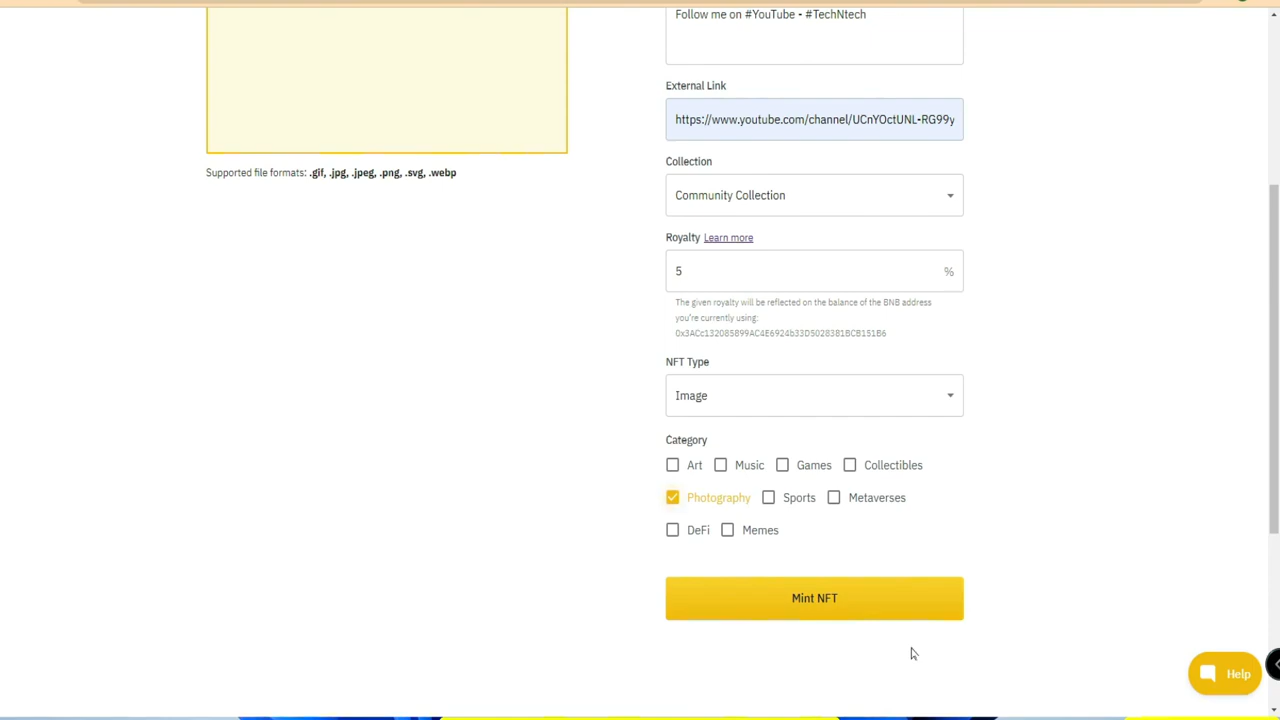 Follow me on #YouTube - #TechNtech
External Link
https://www.youtube.com/channel/UCnYOctUNL-RG99y
Collection
Community Collection
Supported file formats: .gif, .jpg, .jpeg, .png, .svg, .webp
Royalty Learn more
5 %
The given royalty will be reflected on the balance of the BNB address
you're currently using:
0x3ACc132085899AC4E6924b33D5028381BCB151B6
NFT Type
Image
Category
Art Music Games Collectibles
Photography Sports Metaverses
DeFi Memes
Mint NFT
Help